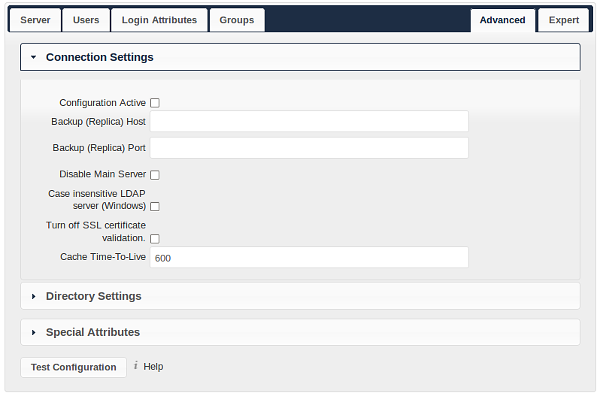 Server Users Login Attributes Groups Advanced Expert
Connection Settings
Configuration Active
Backup (Replica) Host
Backup (Replica) Port
Disable Main Server
Case insensitive LDAP
server (Windows)
Turn off SSL certificate
validation.
Cache Time-To-Live 600
Directory Settings
Special Attributes
Test Configuration i Help